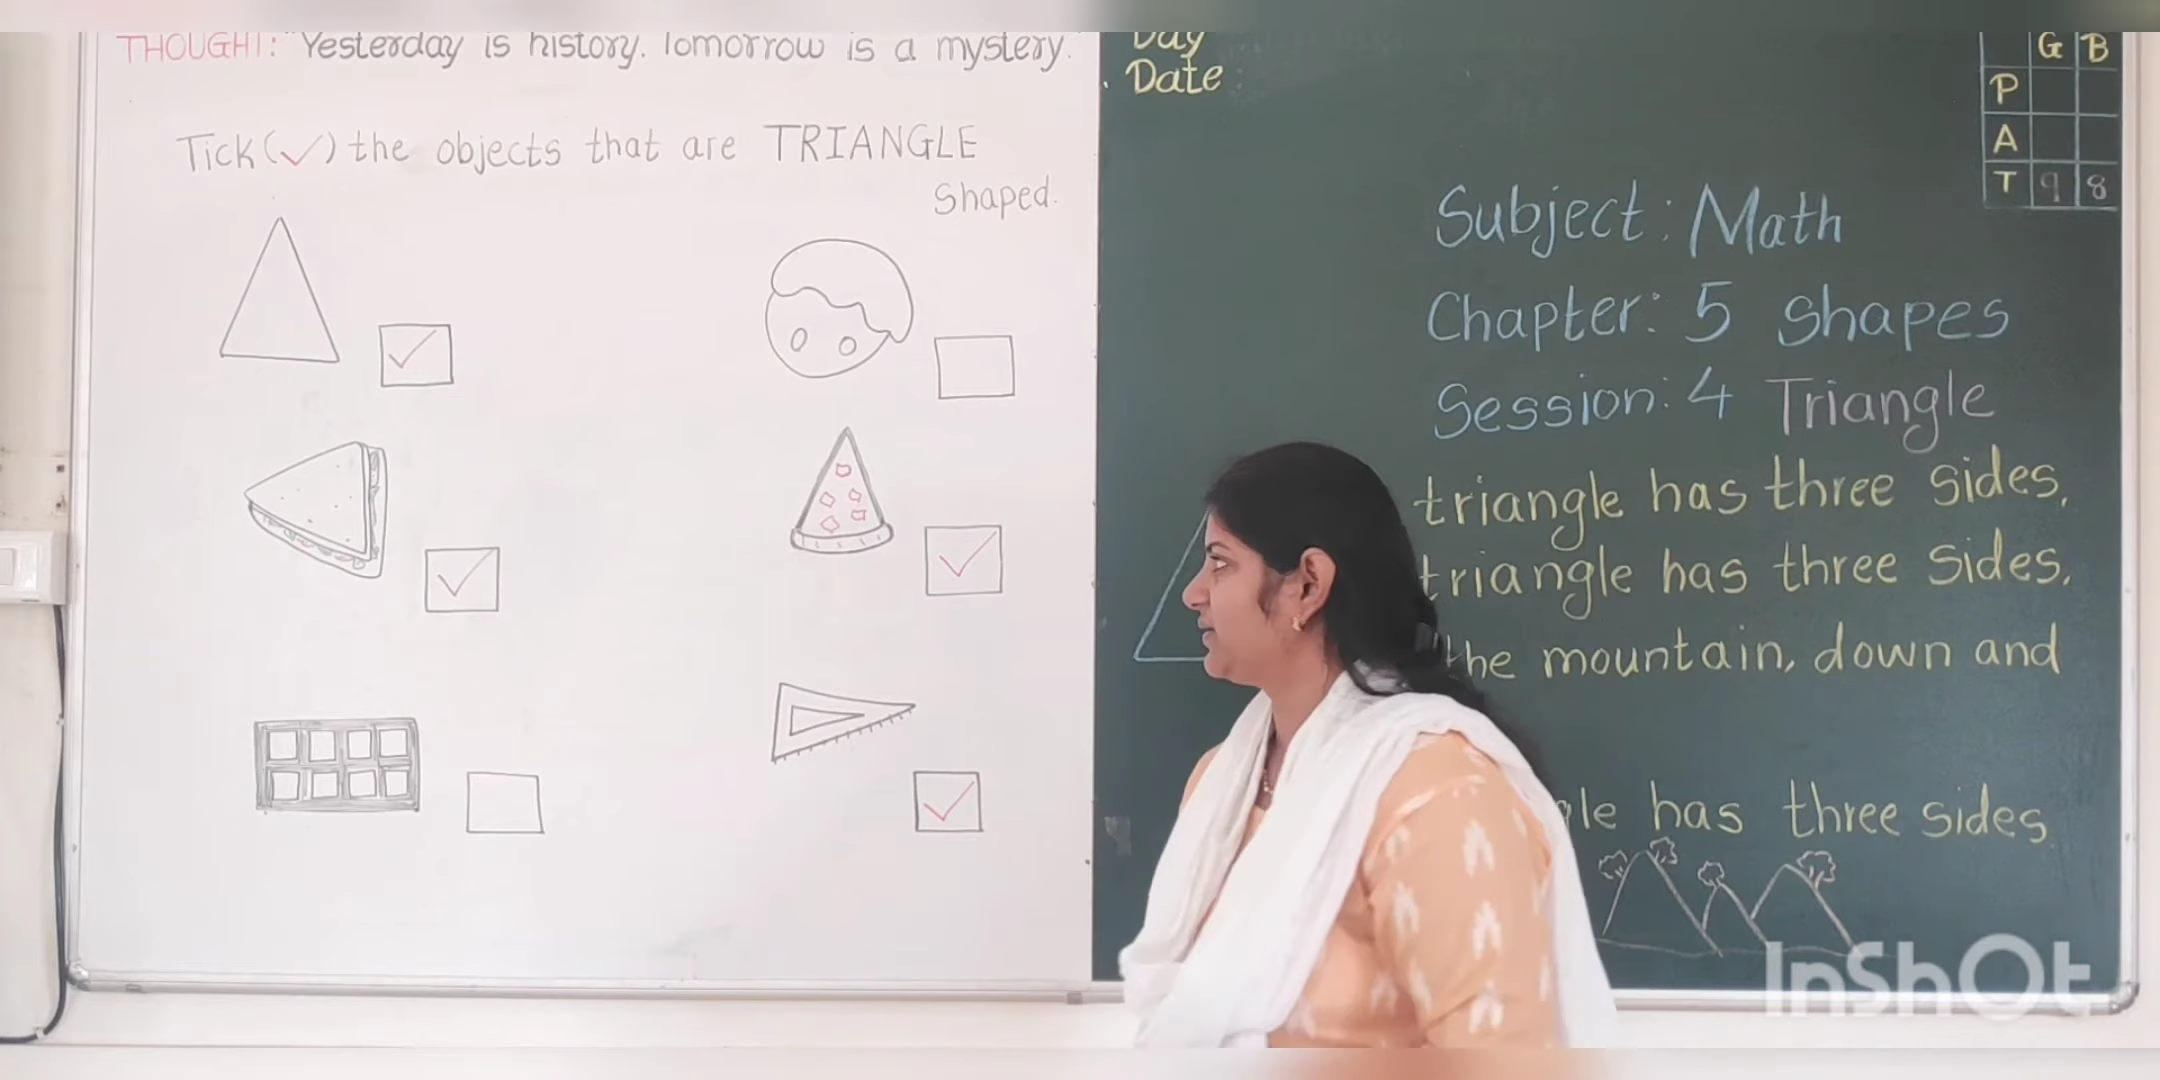 THOUGHT: "Yesterday is history. Tomorrow is a mystery."
Tick (✓) the objects that are TRIANGLE
Shaped.
Day
Date
G B
P
A
T 9 8
Subject: Math
Chapter: 5 Shapes
Session: 4 Triangle
triangle has three sides,
triangle has three sides.
the mountain, down and
has three sides.
InShOt